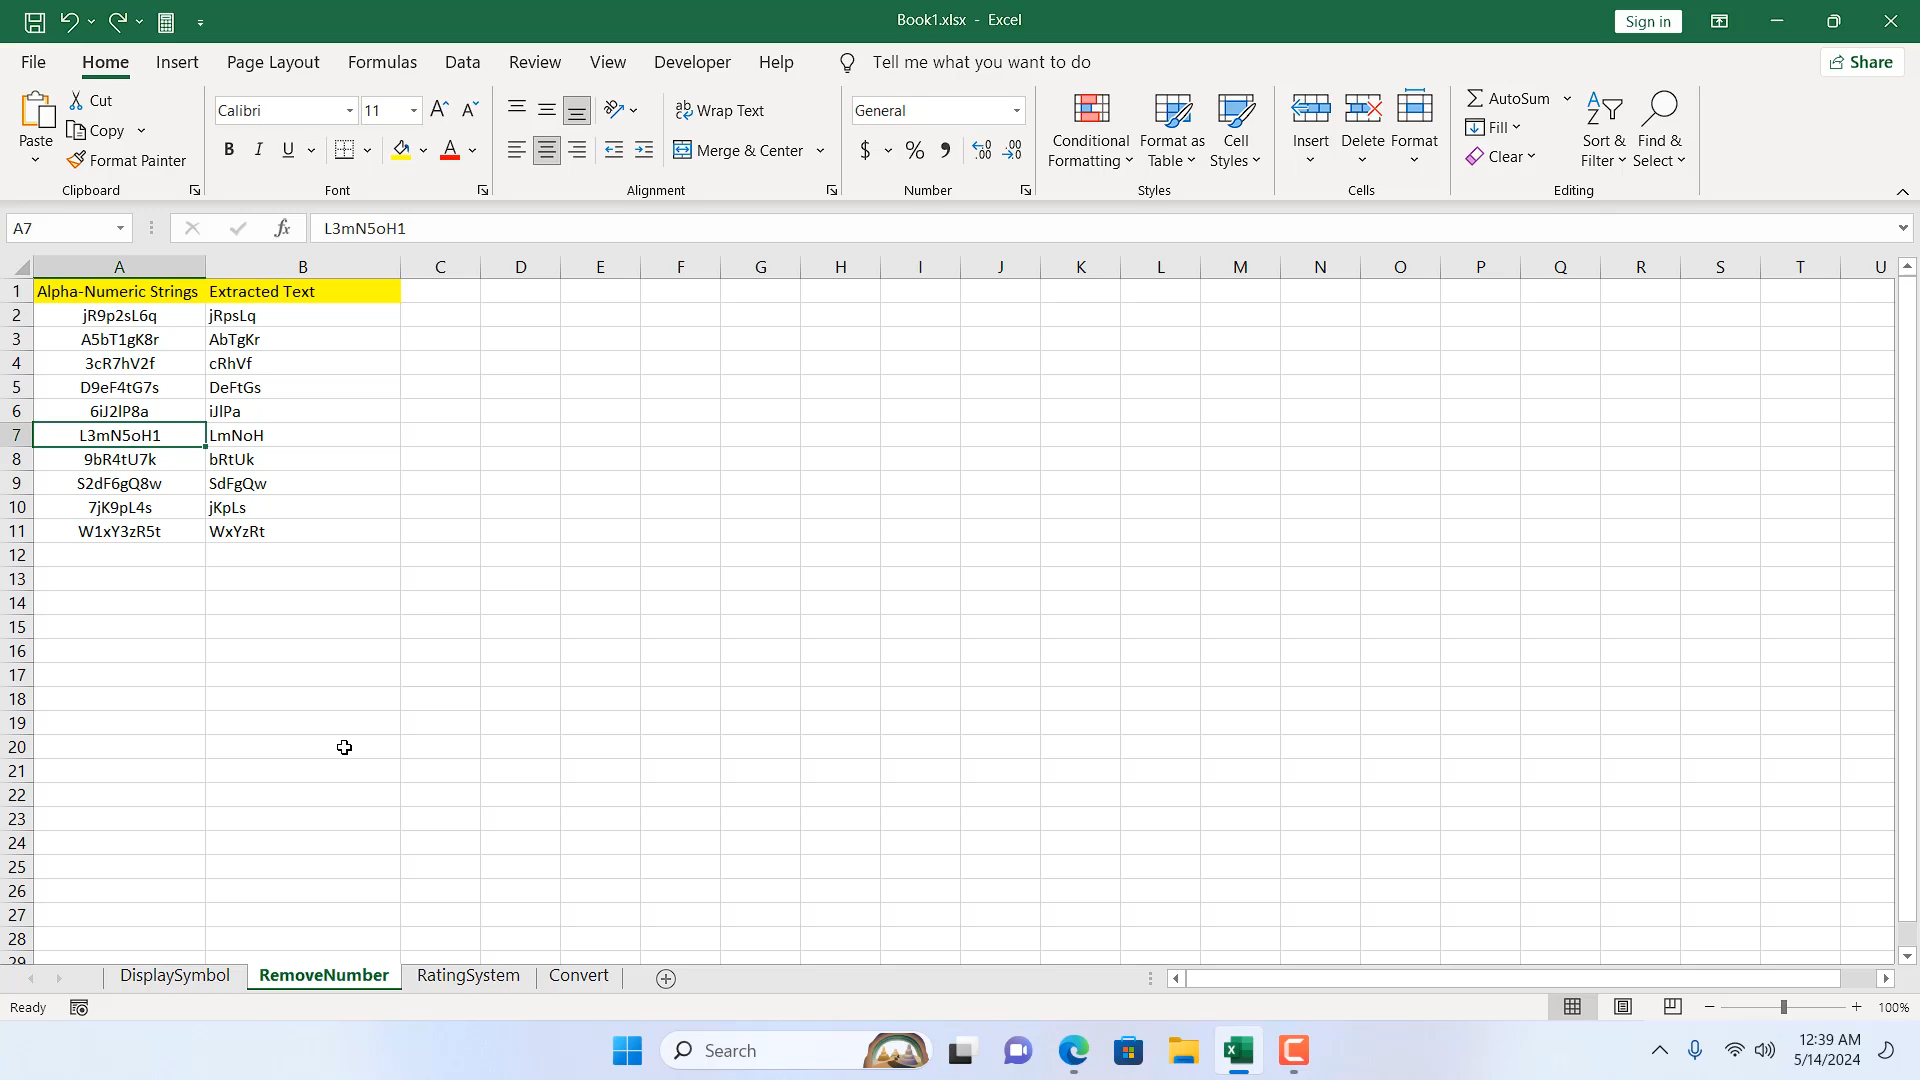 Book1.xlsx - Excel
Sign in
File Home Insert Page Layout Formulas Data Review View Developer Help Tell me what you want to do Share
Paste
Cut
Copy
Format Painter
Clipboard
Calibri 11
B I U A
Font
Wrap Text
Merge & Center
Alignment
General
$ % 9 .00
Number
Conditional Formatting
Format as Table
Cell Styles
Styles
Insert Delete Format
Cells
AutoSum
Fill
Clear
Sort & Filter
Find & Select
Editing
A7 fx L3mN5oH1
A B C D E F G H I J K L M N O P Q R S T U
1 Alpha-Numeric Strings Extracted Text
2 jR9p2sL6q jRpsLq
3 A5bT1gK8r AbTgKr
4 3cR7hV2f cRhVf
5 D9eF4tG7s DeFtGs
6 6iJ2lP8a iJlPa
7 L3mN5oH1 LmNoH
8 9bR4tU7k bRtUk
9 S2dF6gQ8w SdFgQw
10 7jK9pL4s jKpLs
11 W1xY3zR5t WxYzRt
12
13
14
15
16
17
18
19
20
21
22
23
24
25
26
27
28
29
DisplaySymbol RemoveNumber RatingSystem Convert
Ready 100%
Search
12:39 AM
5/14/2024